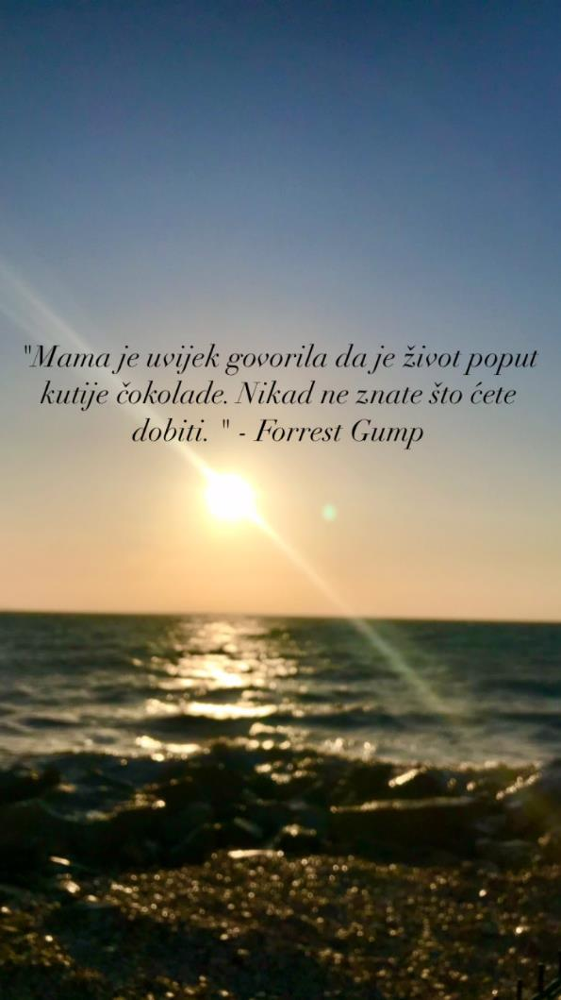 "Mama je uvijek govorila da je život poput
kutije čokolade. Nikad ne znate što ćete
dobiti. " - Forrest Gump